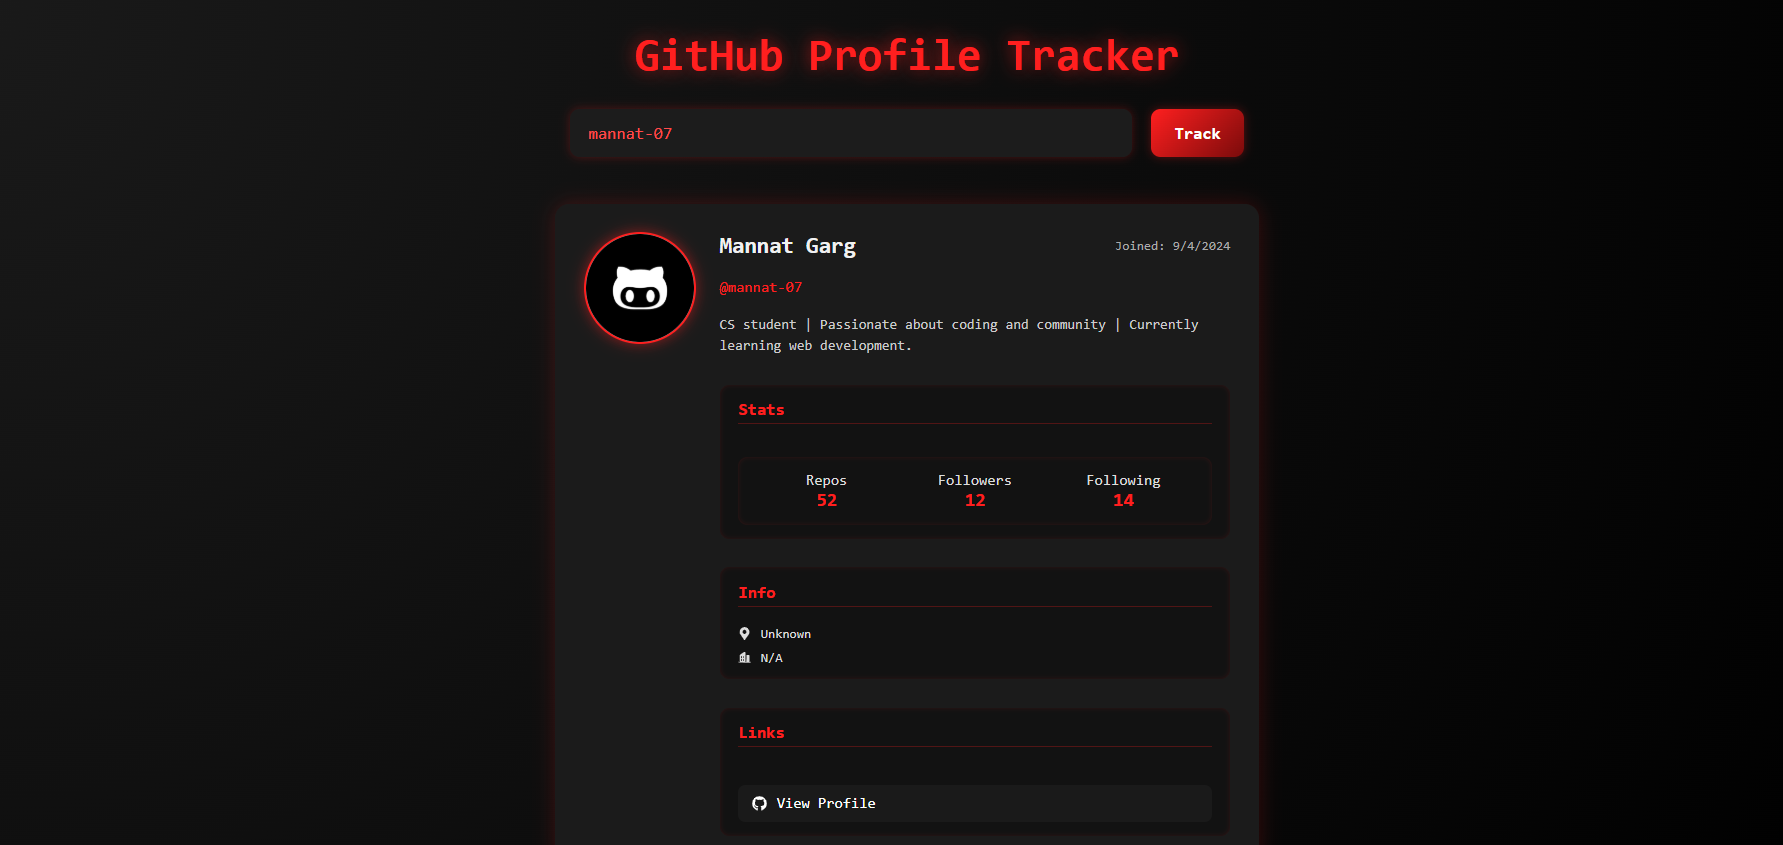 GitHub Profile Tracker
mannat-07
Track
Mannat Garg
Joined: 9/4/2024
@mannat-07
CS student | Passionate about coding and community | Currently
learning web development.
Stats
Repos
52
Followers
12
Following
14
Info
Unknown
N/A
Links
View Profile